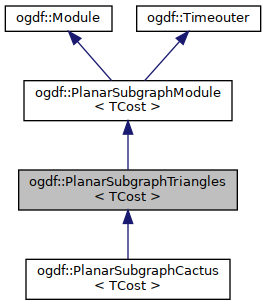 ogdf::Module
ogdf::Timeouter
ogdf::PlanarSubgraphModule
< TCost >
ogdf::PlanarSubgraphTriangles
< TCost >
ogdf::PlanarSubgraphCactus
< TCost >